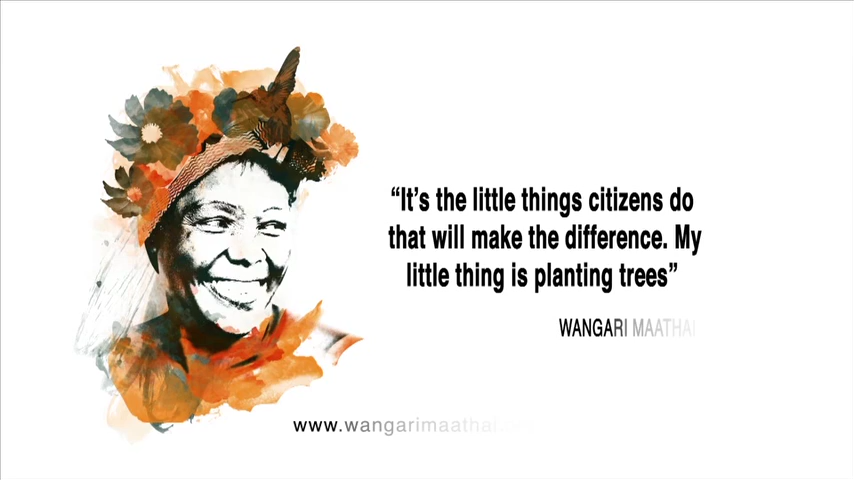 “It’s the little things citizens do
that will make the difference. My
little thing is planting trees”
WANGARI MAATHAI
www.wangarimaathai.